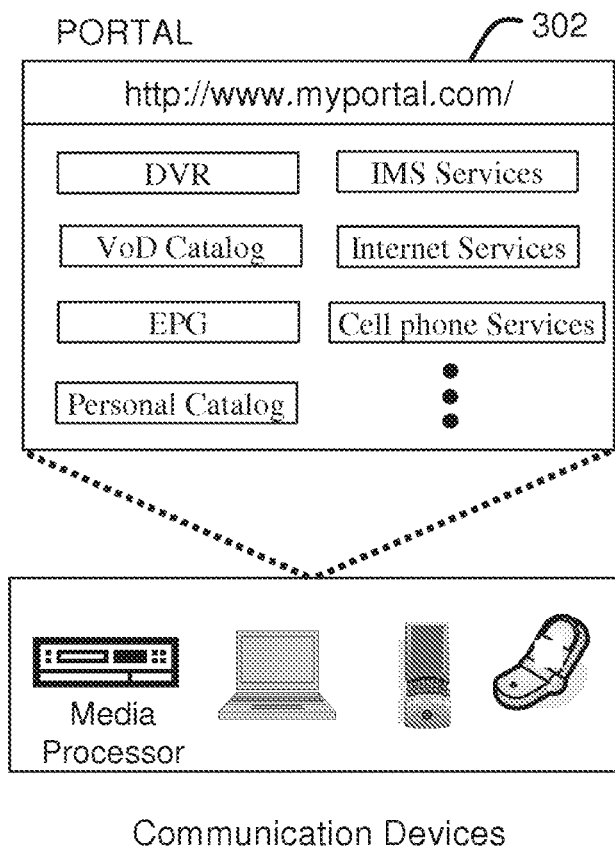 PORTAL
302
http://www.myportal.com/
DVR
IMS Services
VoD Catalog
Internet Services
EPG
Cell phone Services
Personal Catalog
Media
Processor
Communication Devices